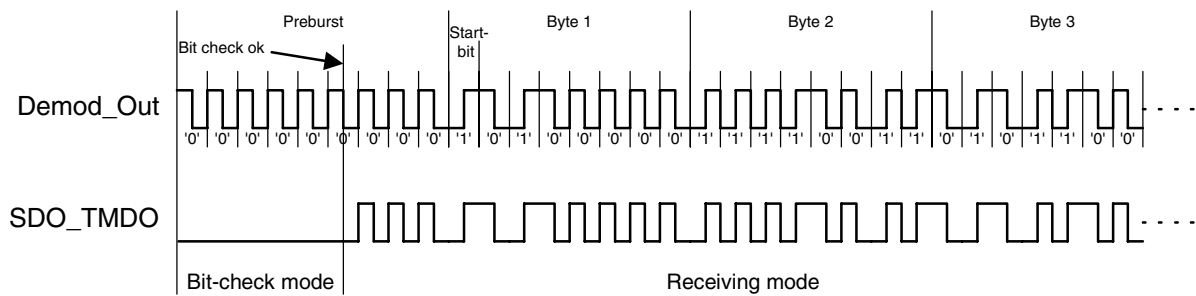 Preburst
Byte 1
Byte 2
Byte 3
Start-
bit
Bit check ok
Demod_Out
'0' '0' '0' '0' '0' '0' '0' '0' '0' '1' '0' '1' '0' '0' '0' '0' '0' '1' '1' '1' '1' '0' '0' '1' '1' '0' '1' '0' '1' '1' '0' '0'
SDO_TMDO
Bit-check mode
Receiving mode